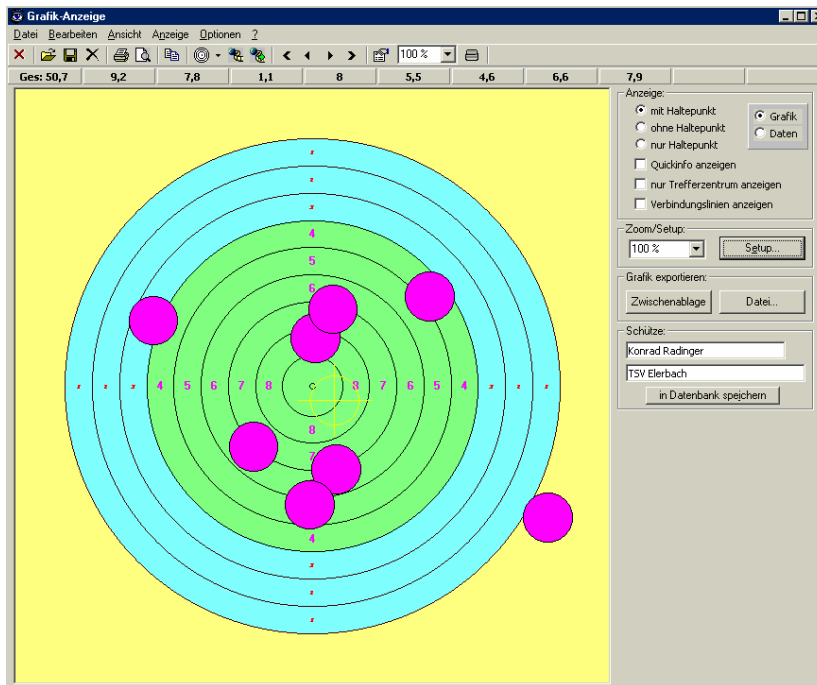 Grafik-Anzeige
Datei Bearbeiten Ansicht Anzeige Optionen ?
100 %
Ges: 50,7 9,2 7,8 1,1 8 5,5 4,6 6,6 7,9
Anzeige:
mit Haltepunkt
ohne Haltepunkt
nur Haltepunkt
Grafik
Daten
Quickinfo anzeigen
nur Trefferzentrum anzeigen
Verbindungslinien anzeigen
Zoom/Setup:
100 % Setup...
Grafik exportieren:
Zwischenablage Datei...
Schütze:
Konrad Radinger
TSV Elerbach
in Datenbank speichern
4
5
6
4 5 6 7 8 8 7 6 5 4
8
7
4